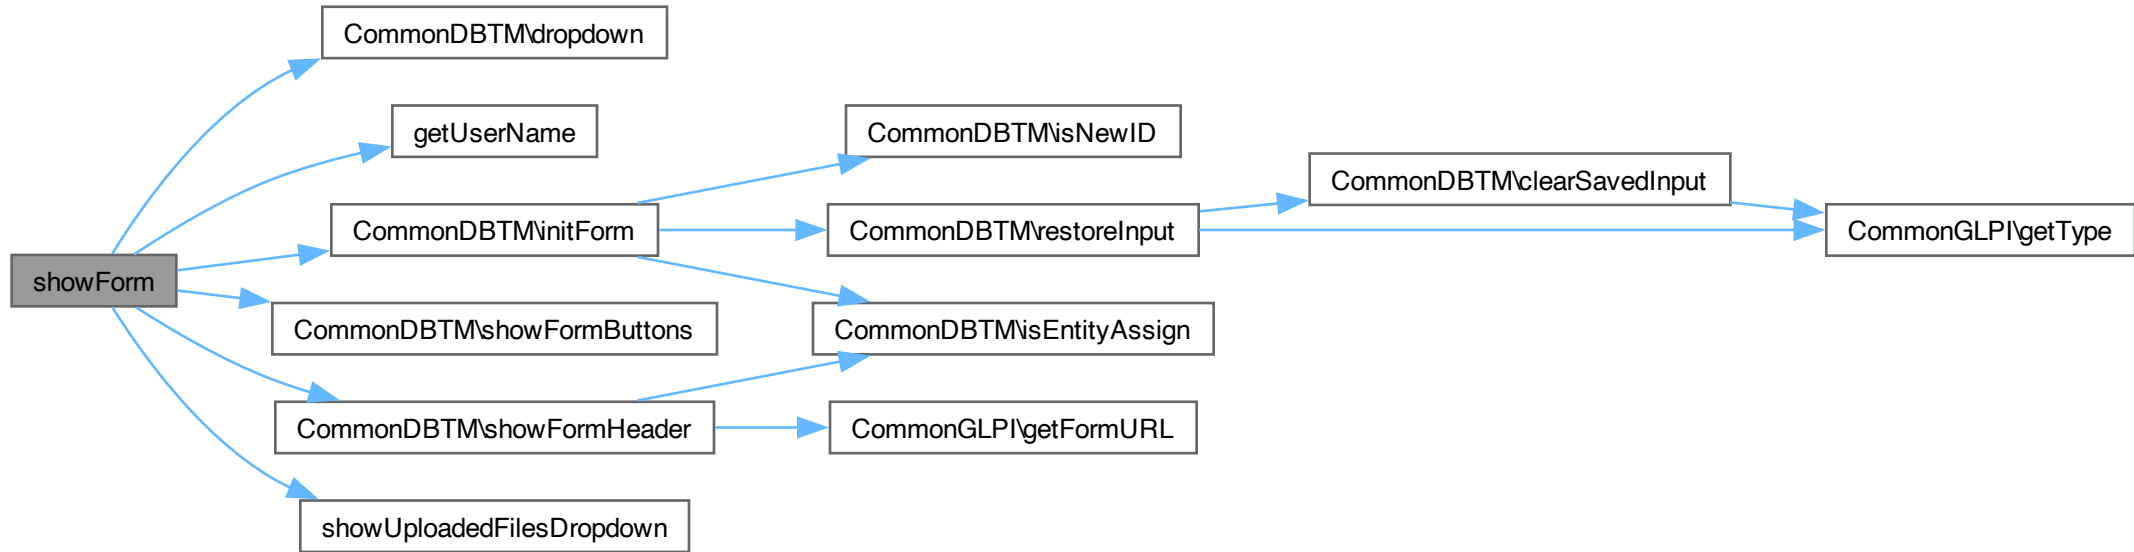 CommonDBTM\dropdown
getUserName
CommonDBTM\isNewID
CommonDBTM\clearSavedInput
CommonDBTM\initForm
CommonDBTM\restoreInput
CommonGLPI\getType
showForm
CommonDBTM\showFormButtons
CommonDBTM\isEntityAssign
CommonDBTM\showFormHeader
CommonGLPI\getFormURL
showUploadedFilesDropdown